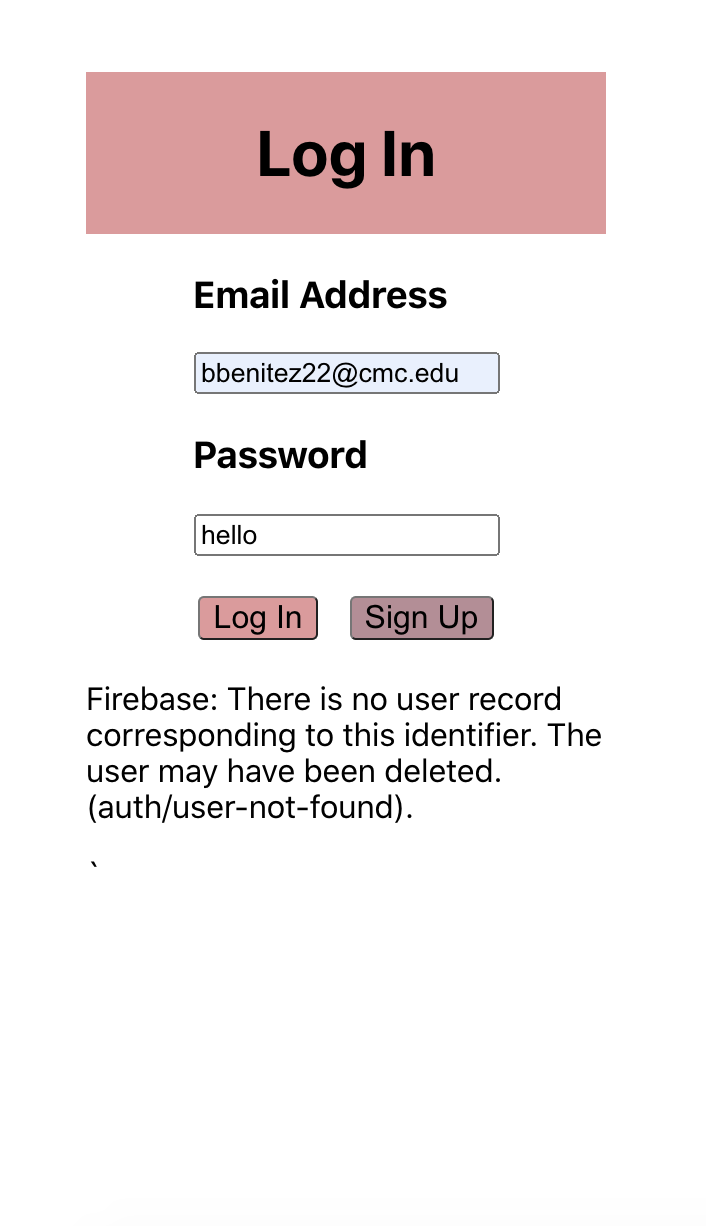 Log In
Email Address
bbenitez22@cmc.edu
Password
hello
Log In Sign Up
Firebase: There is no user record
corresponding to this identifier. The
user may have been deleted.
(auth/user-not-found).
`